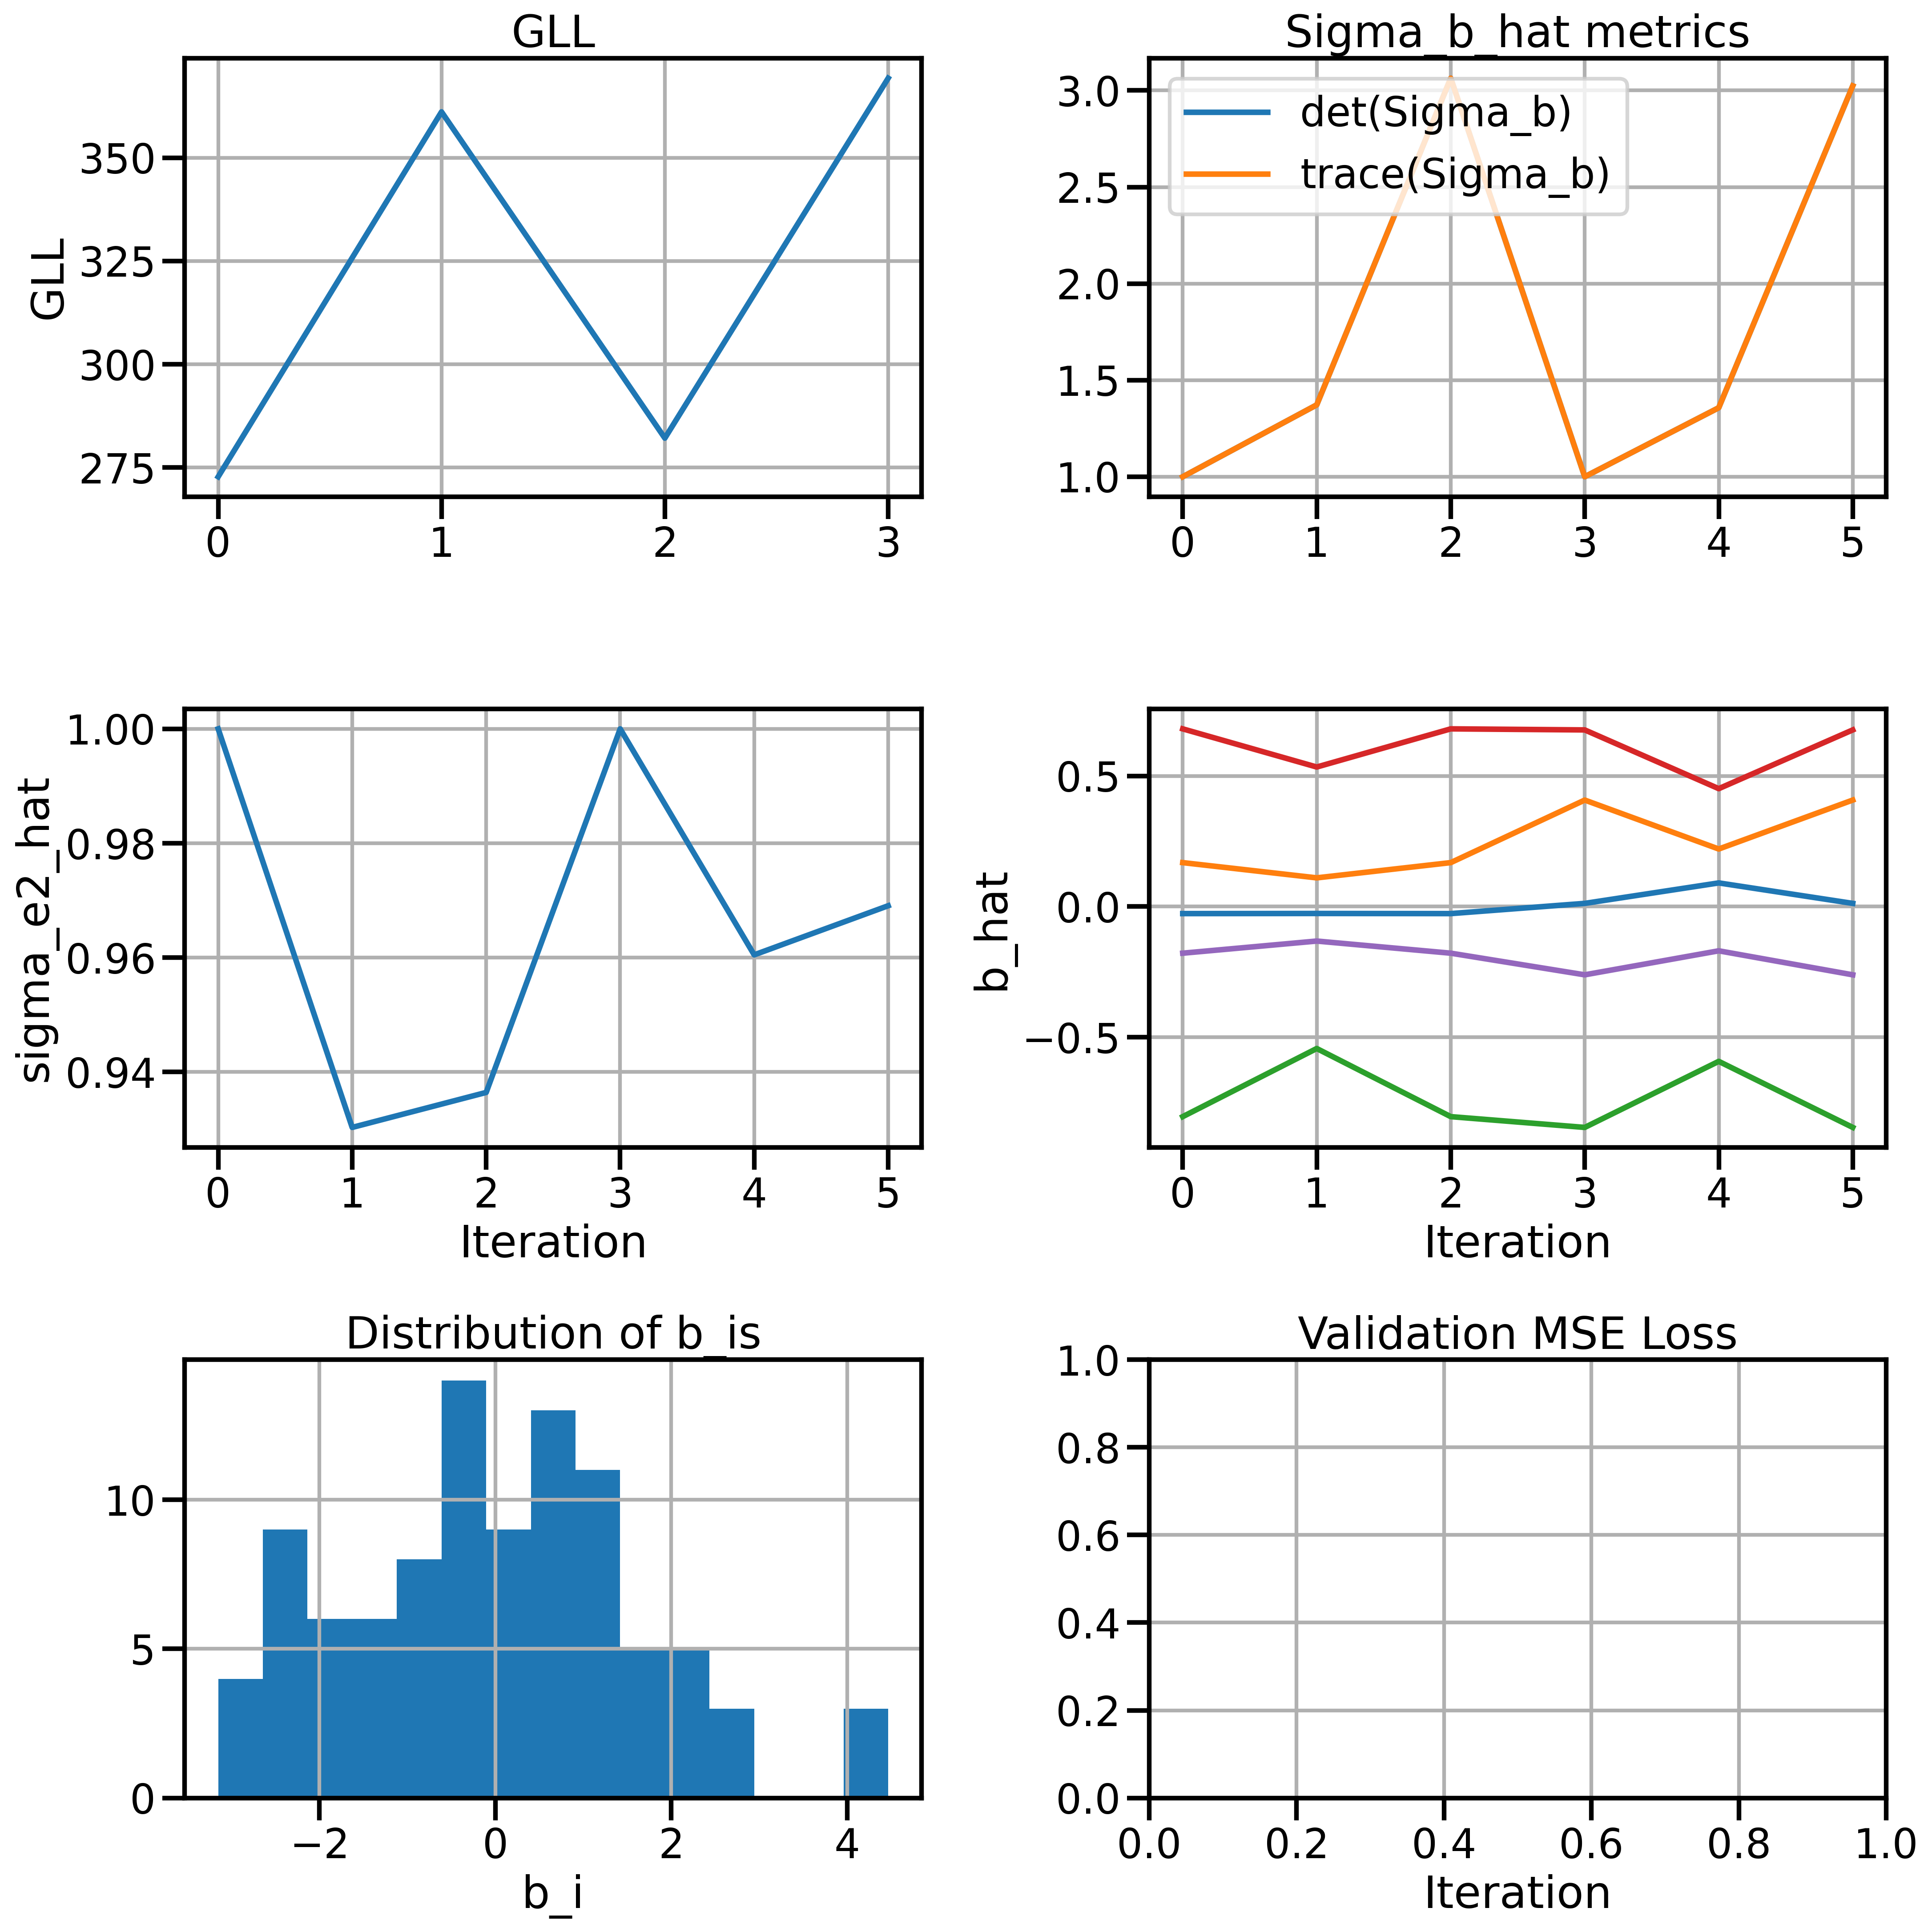 GLL
GLL
350
325
300
275
0 1 2 3
Sigma_b_hat metrics
det(Sigma_b)
trace(Sigma_b)
3.0
2.5
2.0
1.5
1.0
0 1 2 3 4 5
sigma_e2_hat
1.00
0.98
0.96
0.94
0 1 2 3 4 5
Iteration
b_hat
0.5
0.0
−0.5
0 1 2 3 4 5
Iteration
Distribution of b_is
10
5
0
−2 0 2 4
b_i
Validation MSE Loss
1.0
0.8
0.6
0.4
0.2
0.0
0.0 0.2 0.4 0.6 0.8 1.0
Iteration